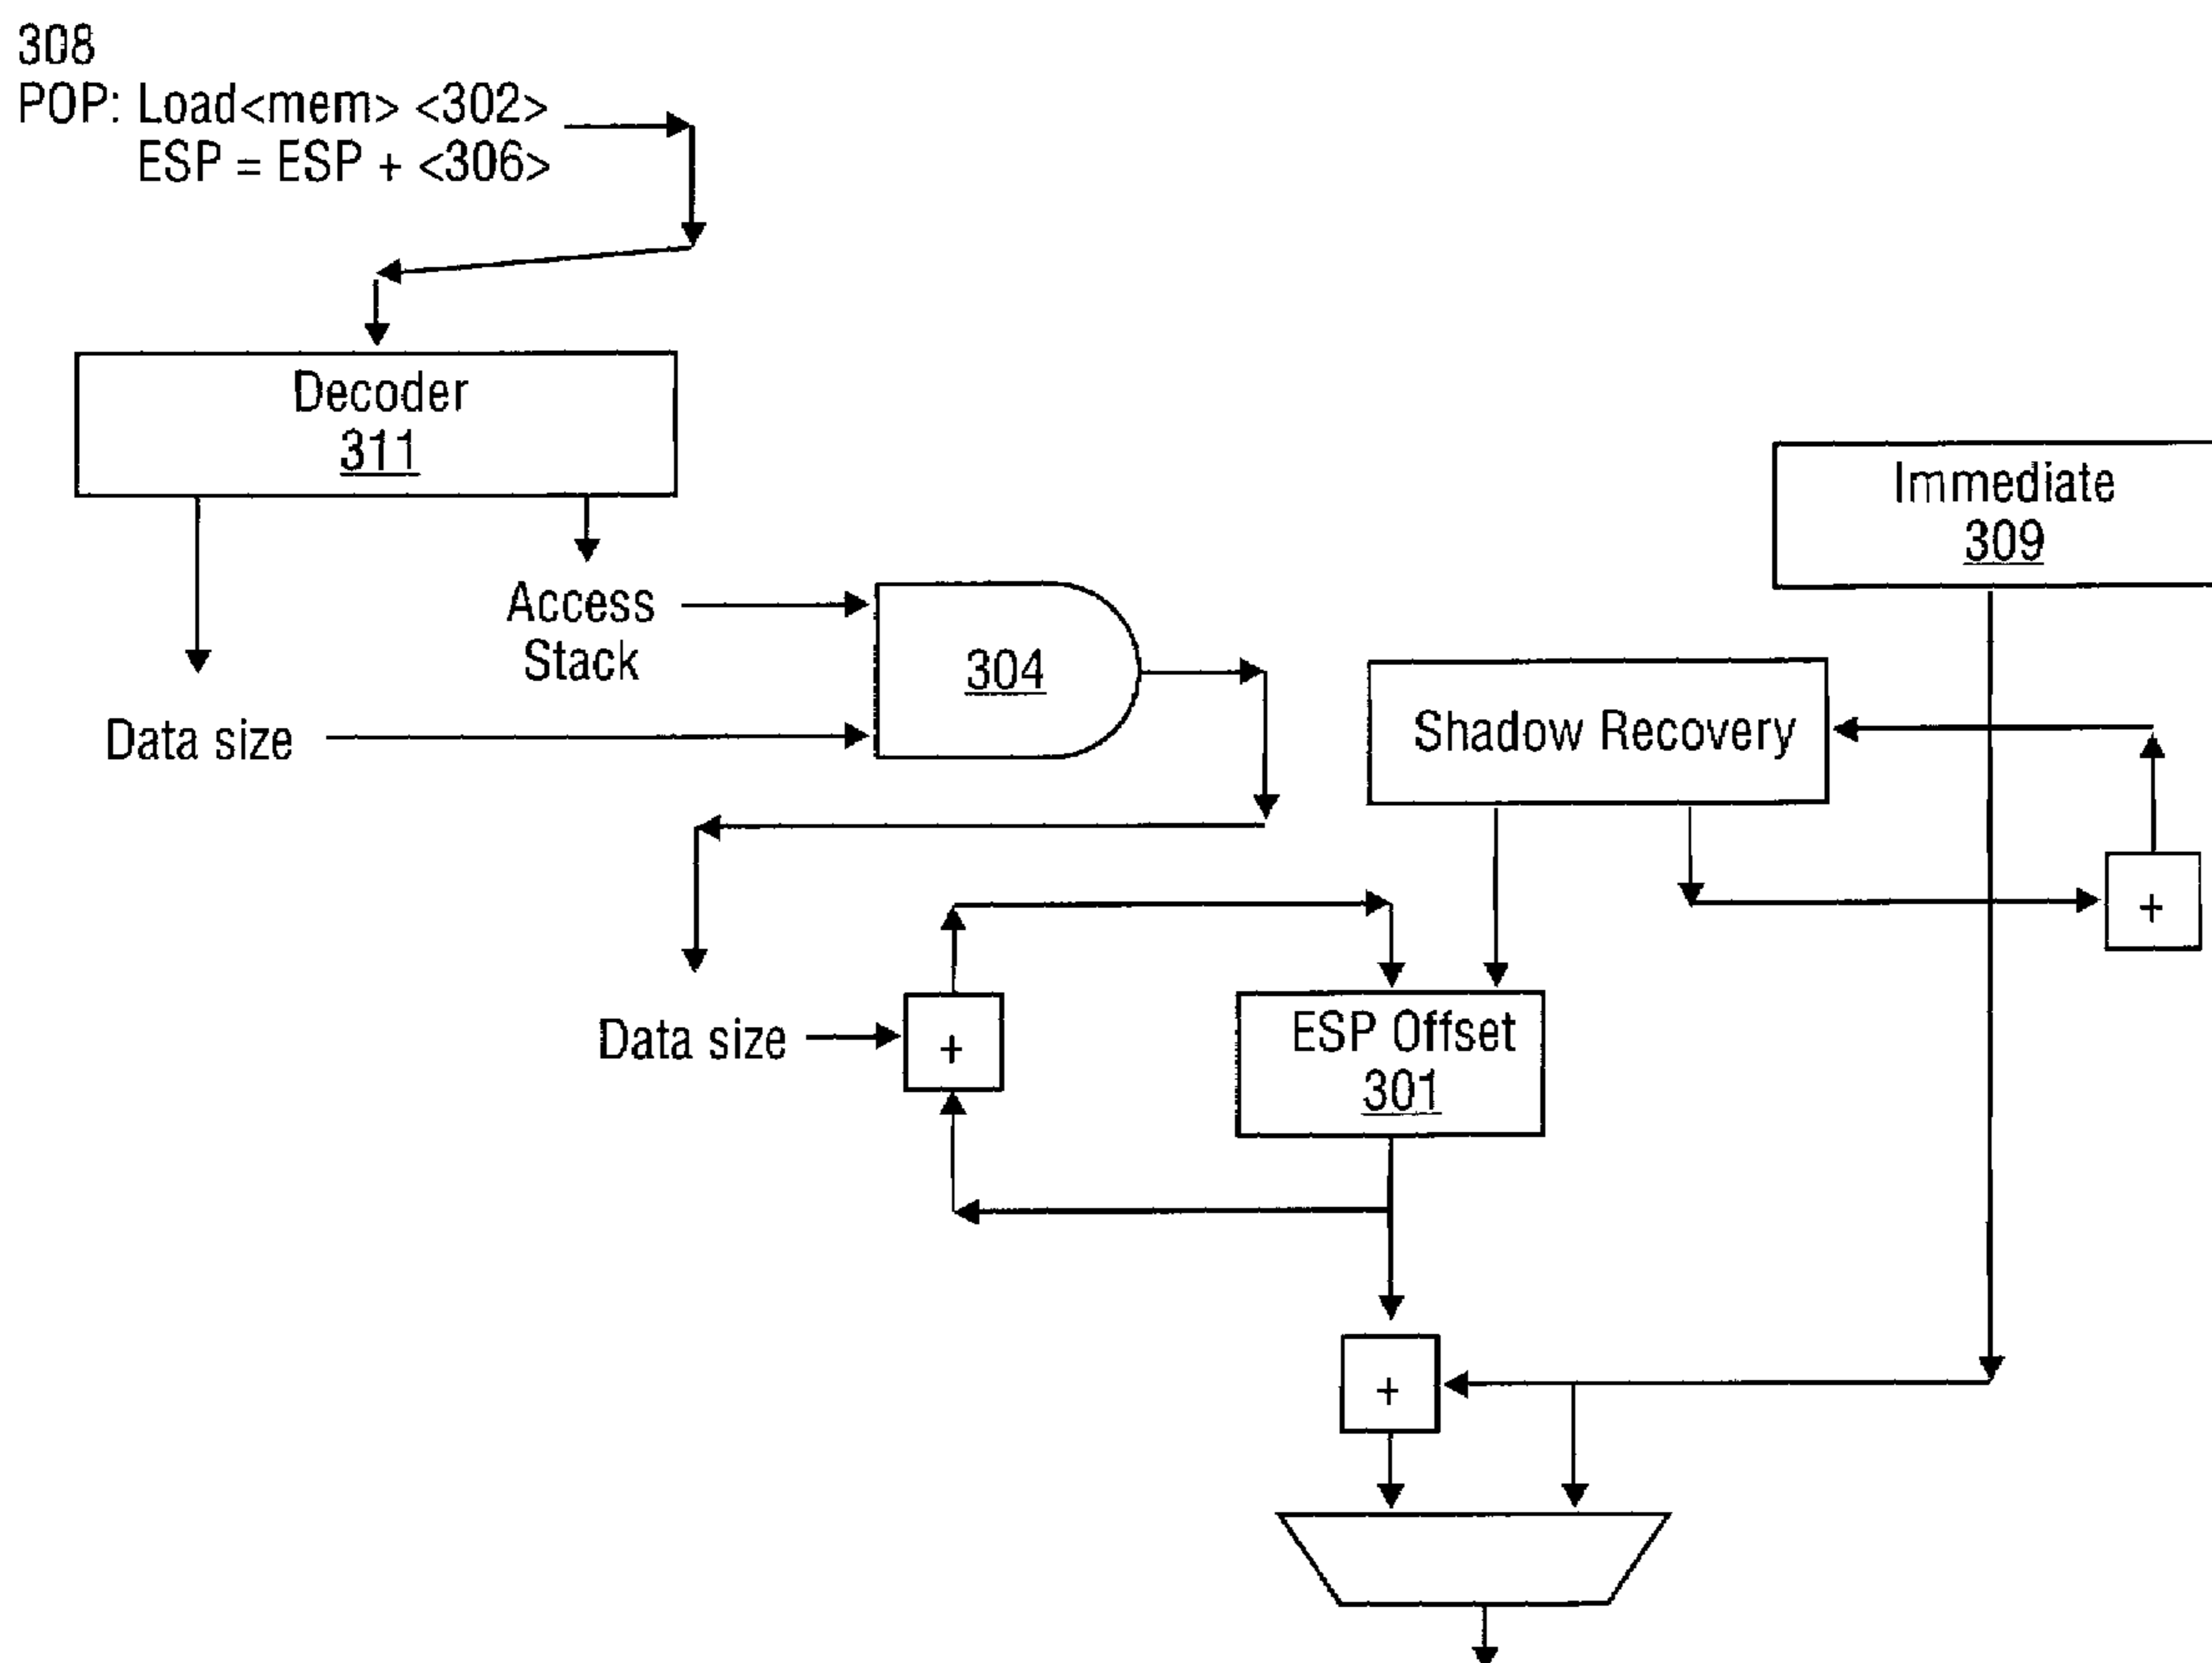 308
POP: Load<mem> <302>
ESP = ESP + <306>
Decoder
311
Immediate
309
Access
Stack
304
Shadow Recovery
Data size
+
ESP Offset
301
Data size
+
+